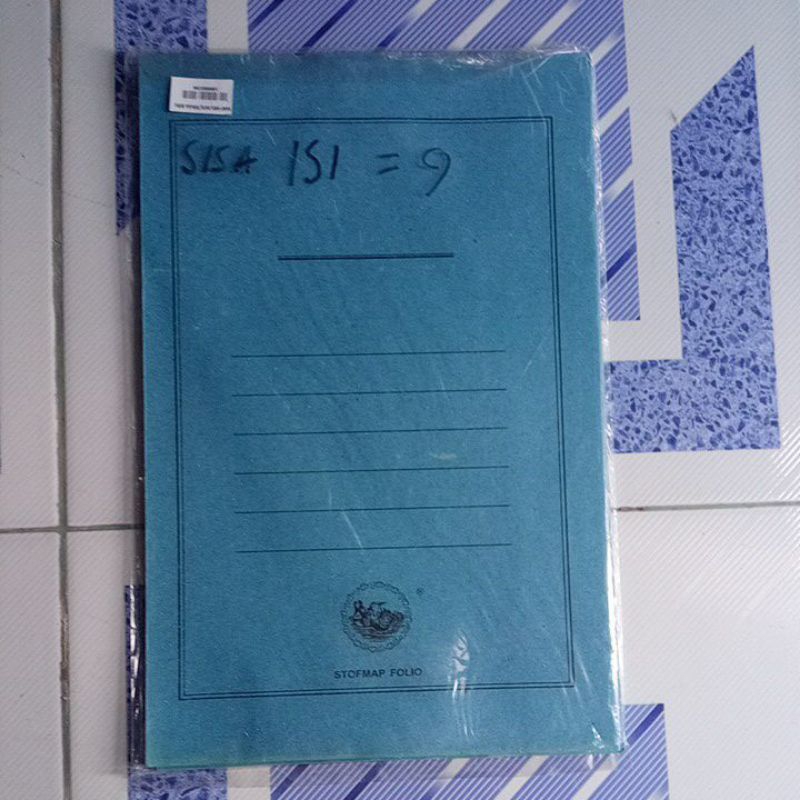 SISA ISI = 9
®
STOFMAP FOLIO